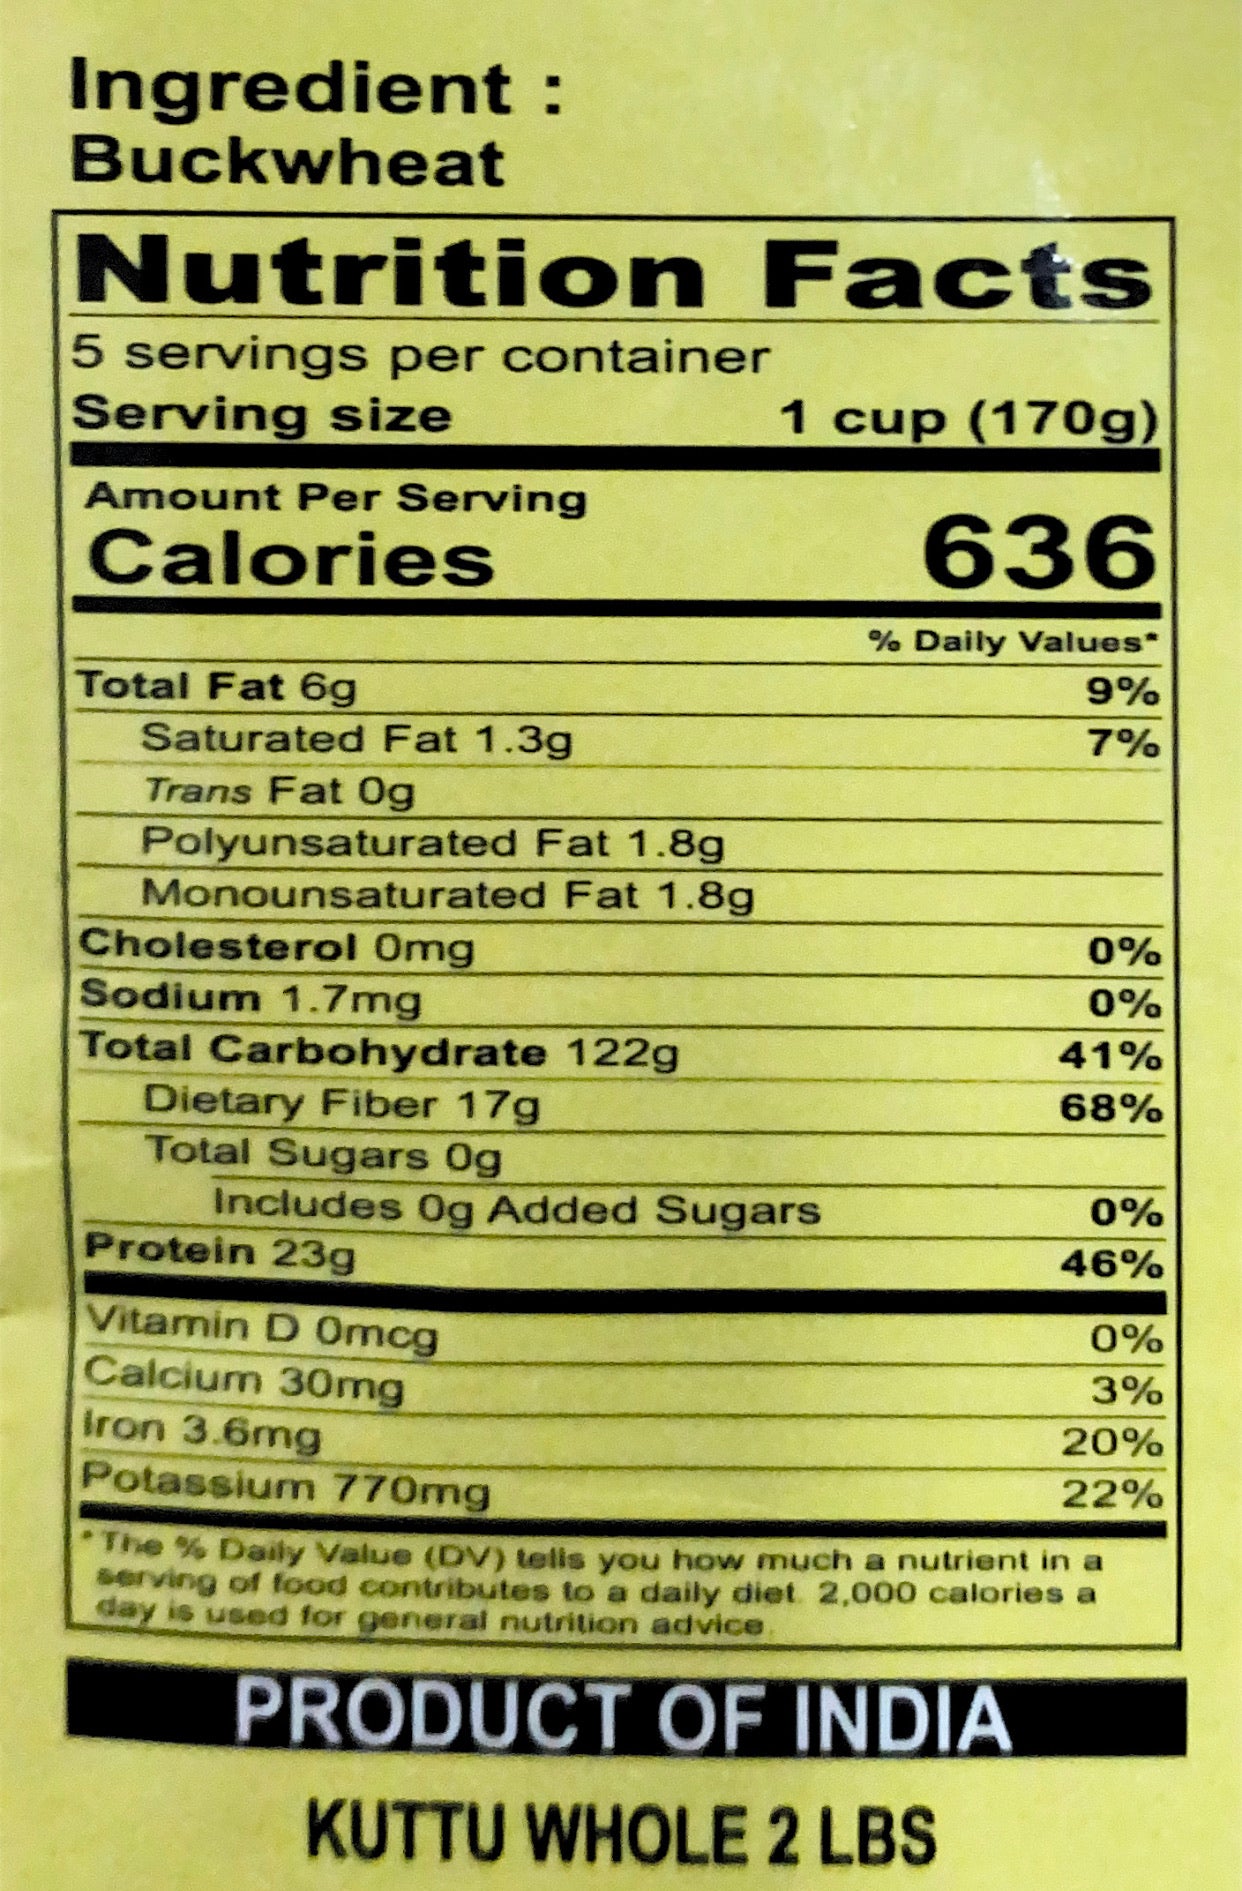 Ingredient :
Buckwheat
Nutrition Facts
5 servings per container
Serving size 1 cup (170g)
Amount Per Serving
Calories 636
% Daily Values*
Total Fat 6g 9%
Saturated Fat 1.3g 7%
Trans Fat 0g
Polyunsaturated Fat 1.8g
Monounsaturated Fat 1.8g
Cholesterol 0mg 0%
Sodium 1.7mg 0%
Total Carbohydrate 122g 41%
Dietary Fiber 17g 68%
Total Sugars 0g
Includes 0g Added Sugars 0%
Protein 23g 46%
Vitamin D 0mcg 0%
Calcium 30mg 3%
Iron 3.6mg 20%
Potassium 770mg 22%
*The % Daily Value (DV) tells you how much a nutrient in a
serving of food contributes to a daily diet. 2,000 calories a
day is used for general nutrition advice.
PRODUCT OF INDIA
KUTTU WHOLE 2 LBS